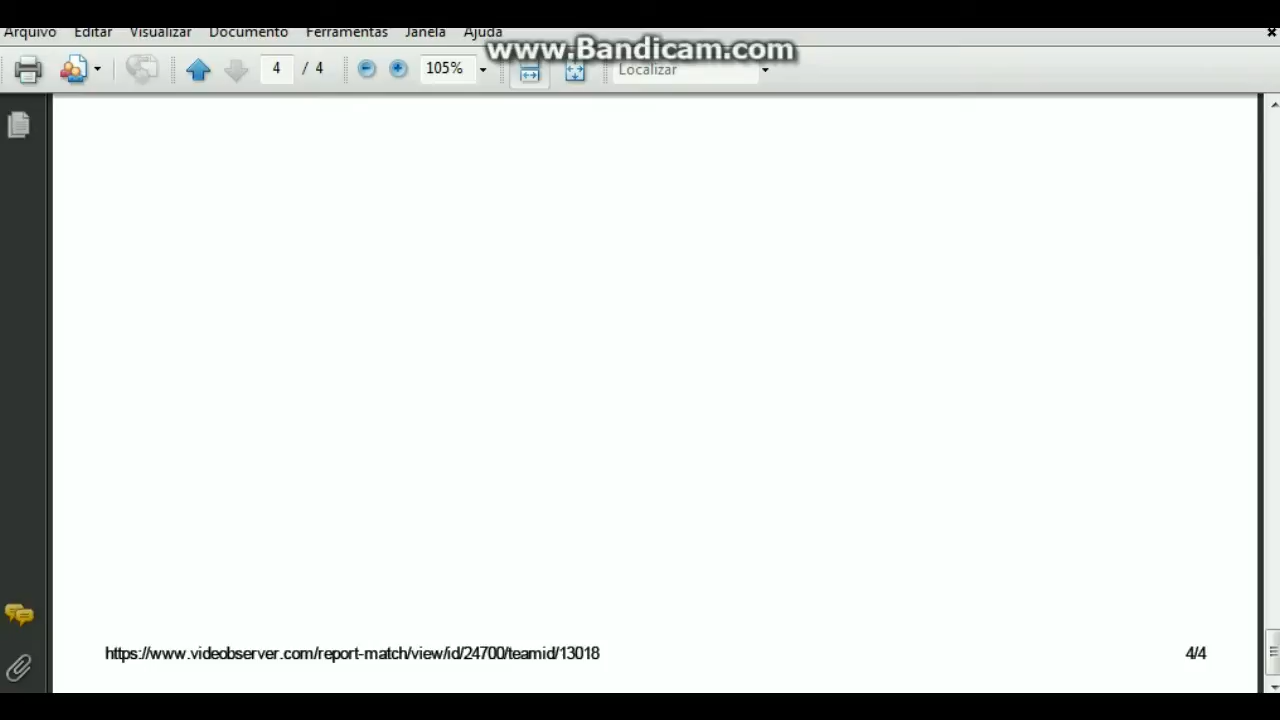 Arquivo Editar Visualizar Documento Ferramentas Janela Ajuda
www.Bandicam.com
4 / 4 105% Localizar
https://www.videobserver.com/report-match/view/id/24700/teamid/13018 4/4